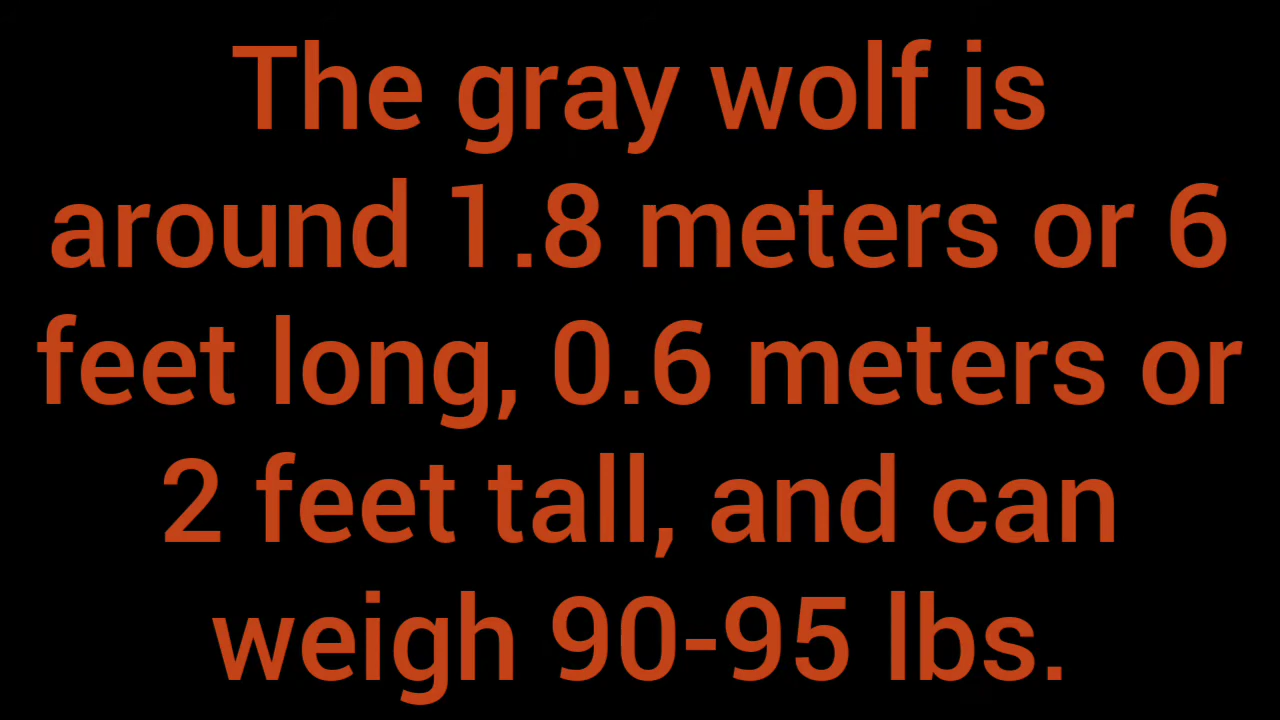 The gray wolf is
around 1.8 meters or 6
feet long, 0.6 meters or
2 feet tall, and can
weigh 90-95 lbs.